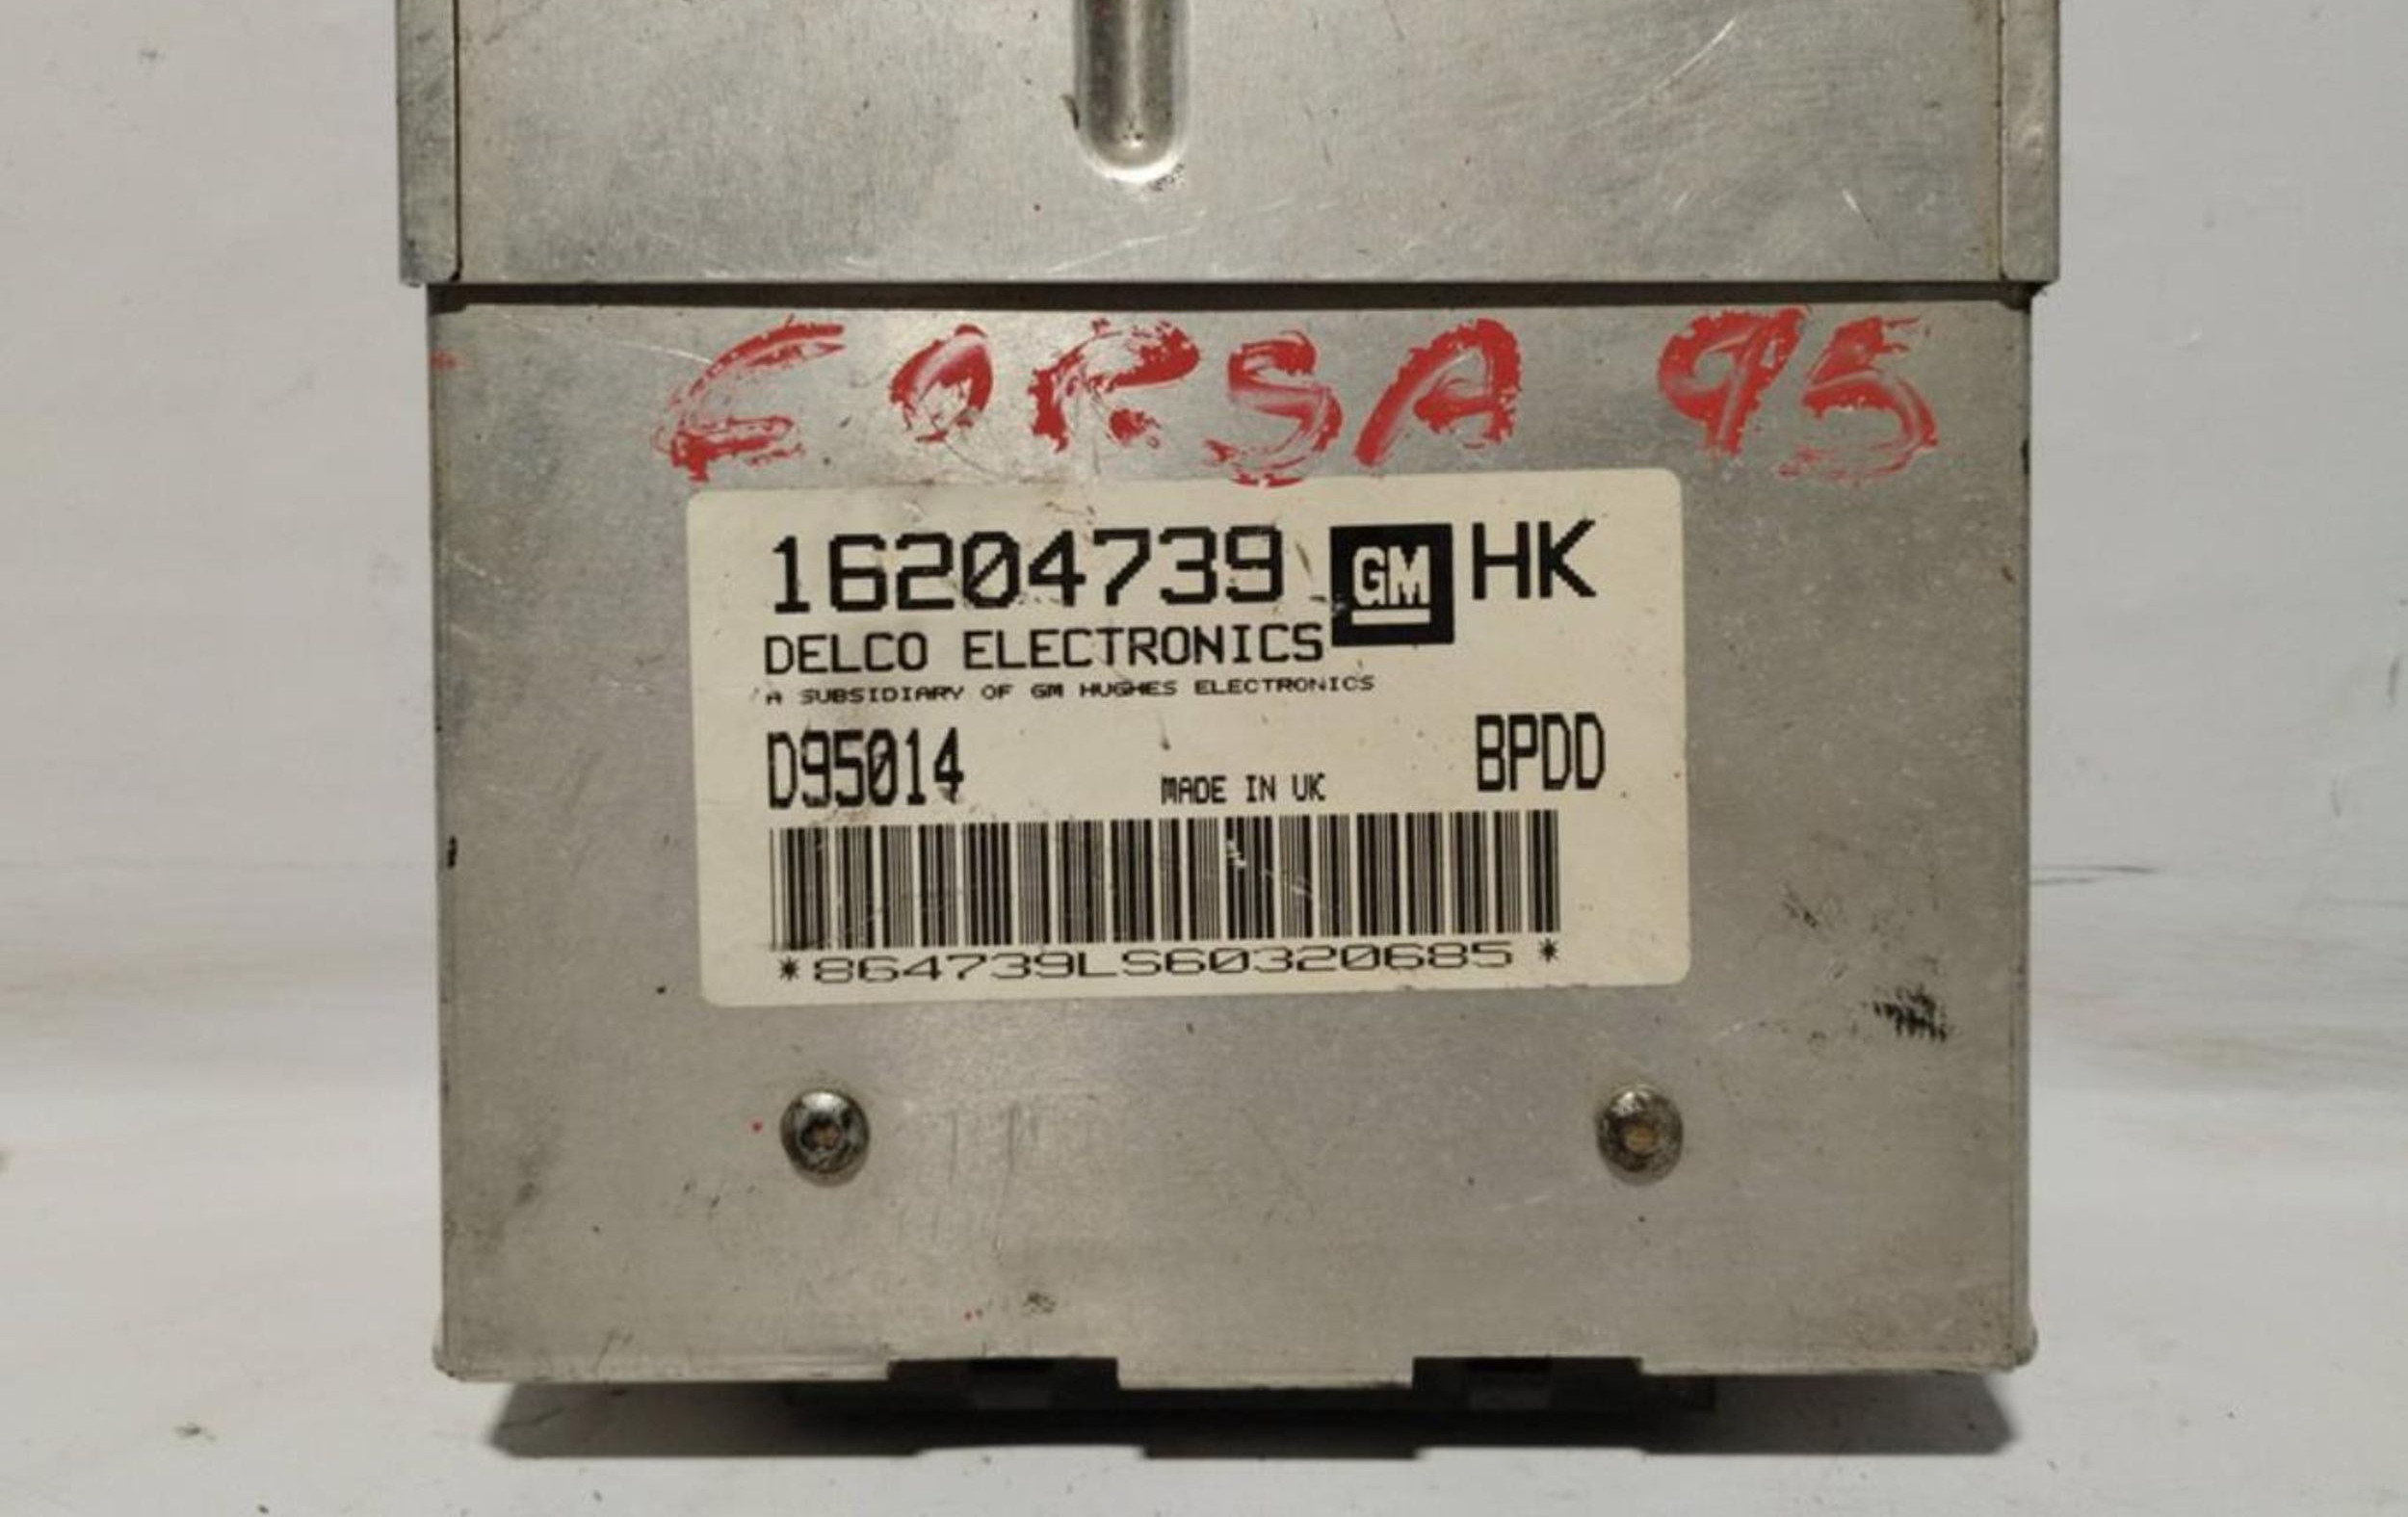 CORSA 95
16204739 GM HK
DELCO ELECTRONICS
A SUBSIDIARY OF GM HUGHES ELECTRONICS
D95014 MADE IN UK BPDD
*864739LS60320685*